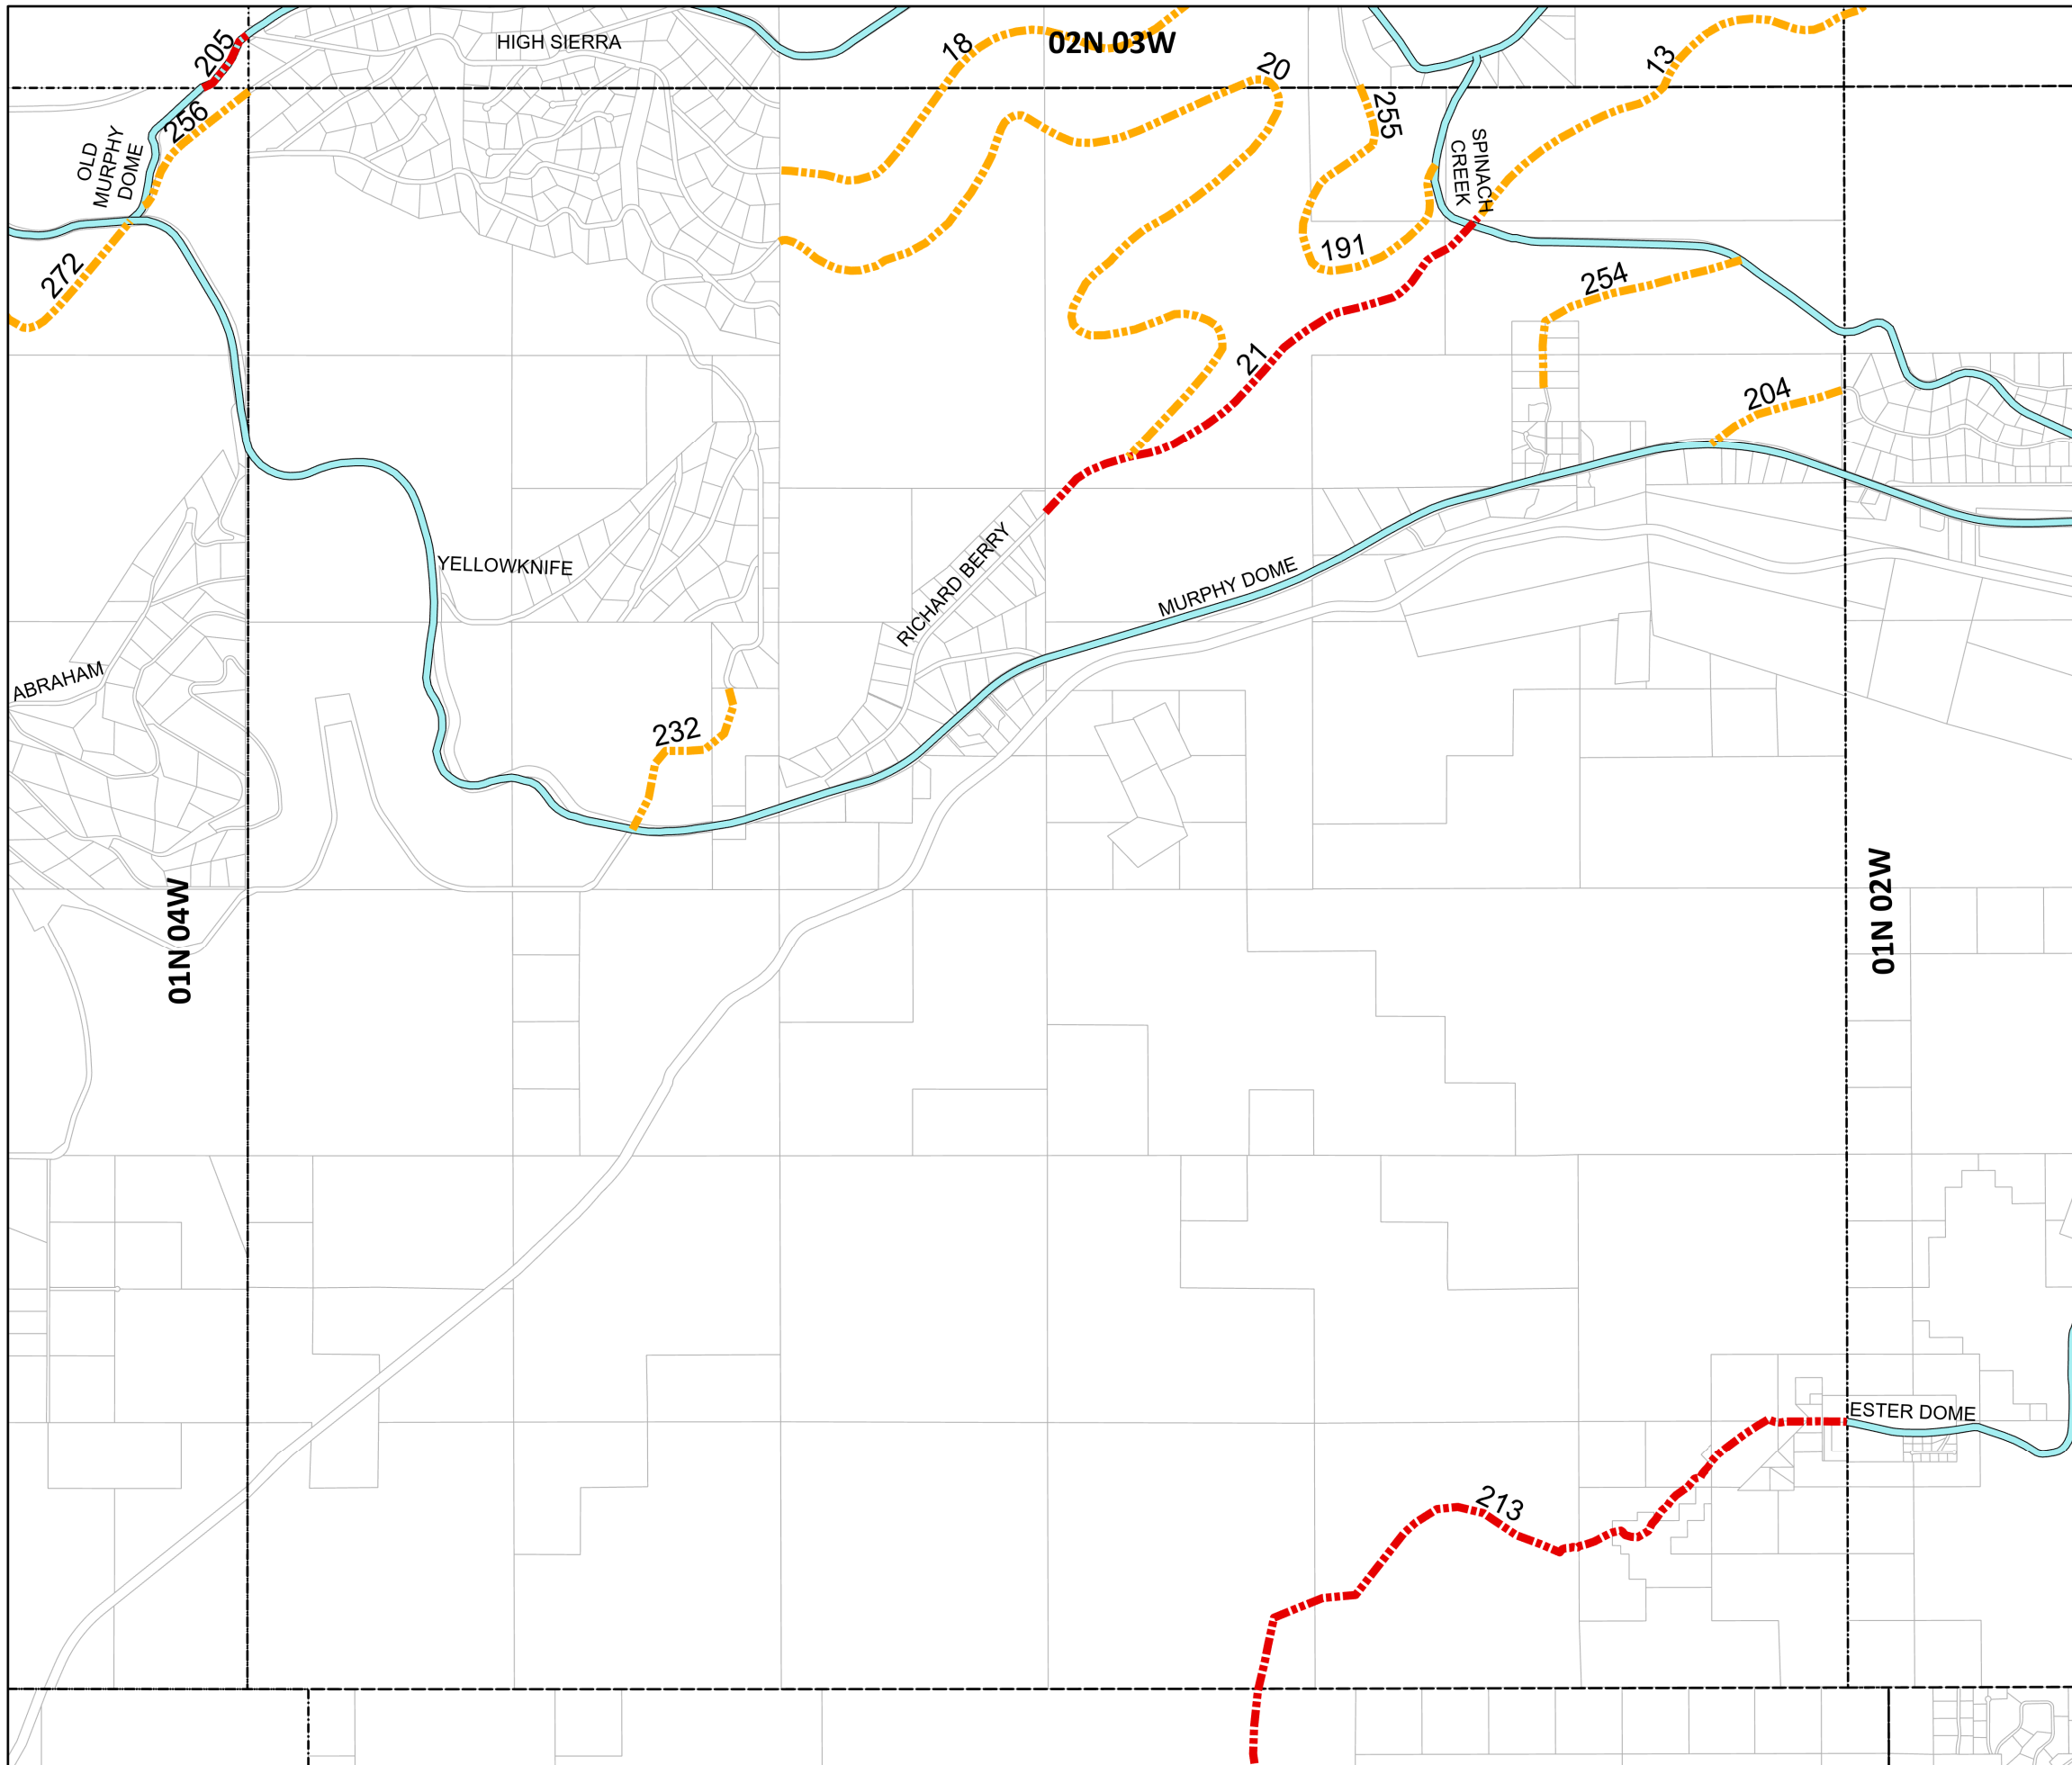 205
HIGH SIERRA
18
02N 03W
20
13
256
255
OLD
MURPHY
DOME
SPINACH
CREEK
191
272
254
21
204
YELLOWKNIFE
RICHARD BERRY
MURPHY DOME
ABRAHAM
232
01N 04W
01N 02W
ESTER DOME
213